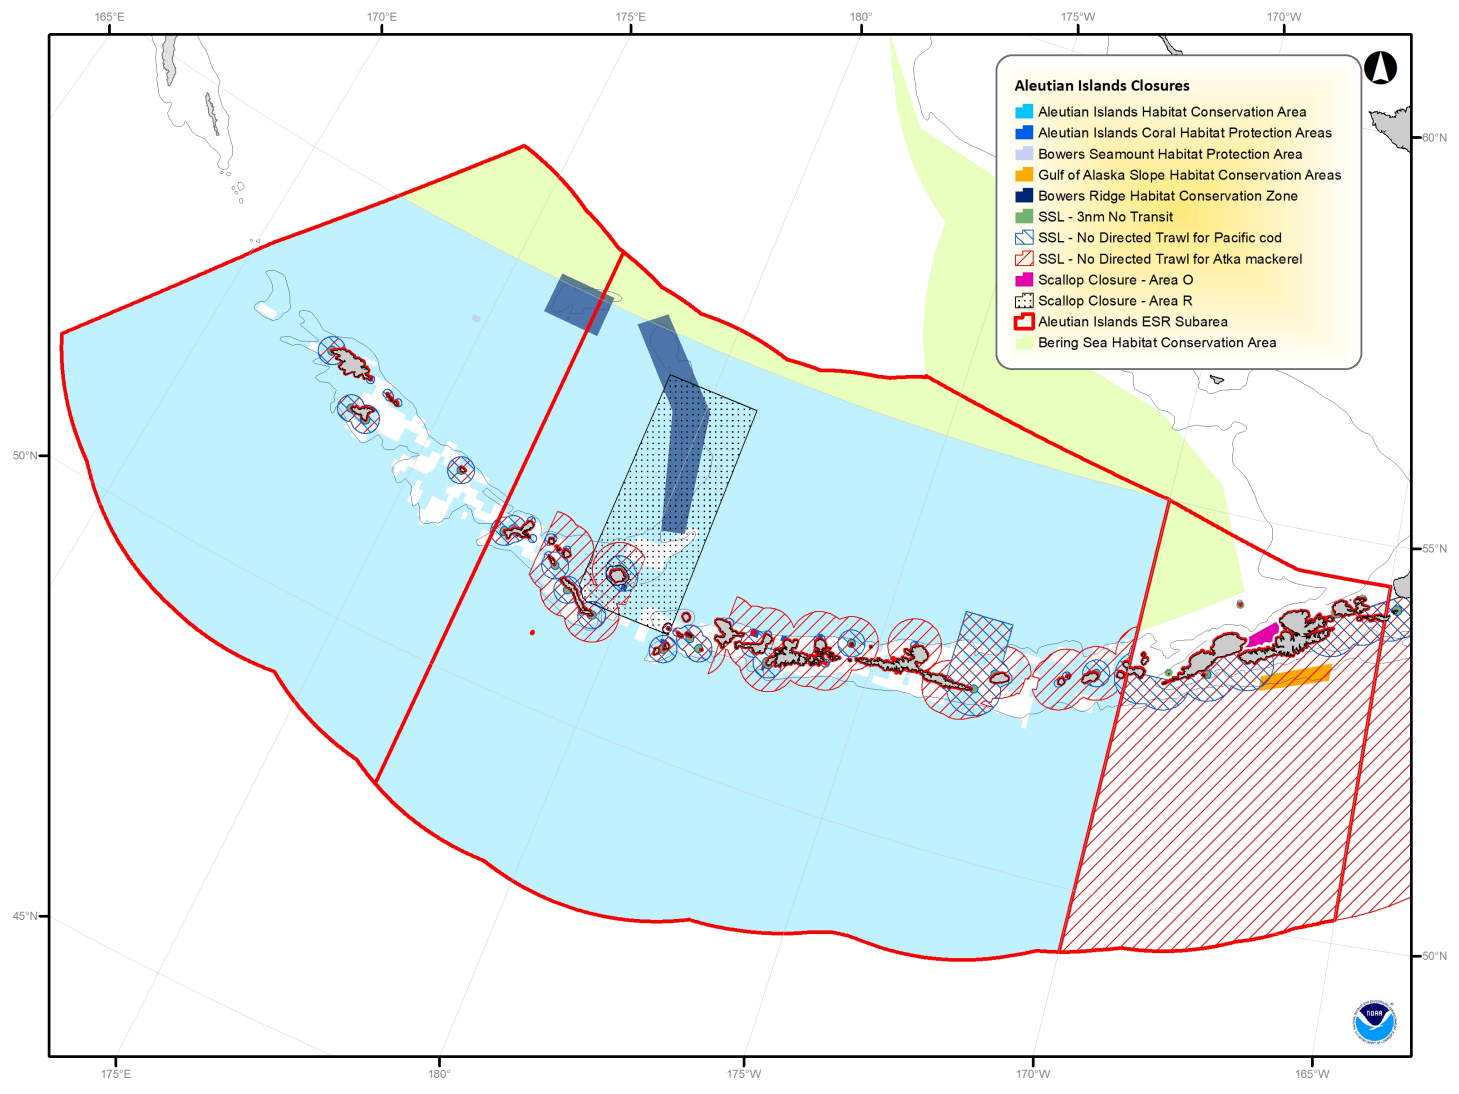 165°E 170°E 175°E 180° 175°W 170°W
Aleutian Islands Closures
Aleutian Islands Habitat Conservation Area
Aleutian Islands Coral Habitat Protection Areas
Bowers Seamount Habitat Protection Area
Gulf of Alaska Slope Habitat Conservation Areas
Bowers Ridge Habitat Conservation Zone
SSL - 3nm No Transit
SSL - No Directed Trawl for Pacific cod
SSL - No Directed Trawl for Atka mackerel
Scallop Closure - Area O
Scallop Closure - Area R
Aleutian Islands ESR Subarea
Bering Sea Habitat Conservation Area
60°N
50°N
55°N
45°N
50°N
NOAA
175°E 180° 175°W 170°W 165°W